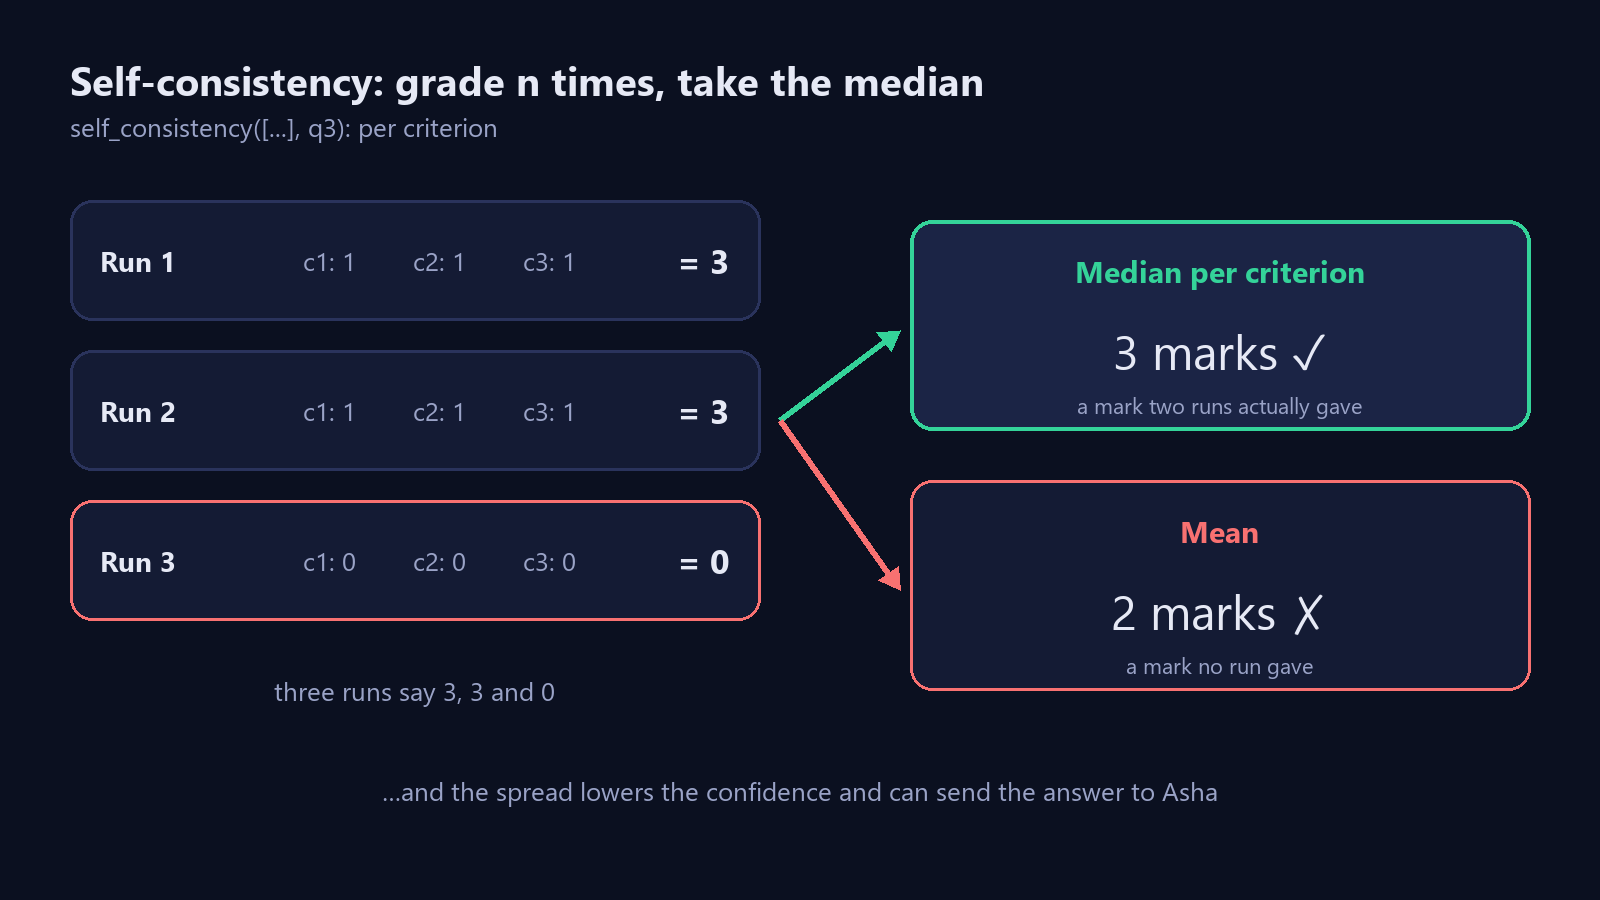 Self-consistency: grade n times, take the median
self_consistency([...], q3): per criterion
Run 1 c1: 1 c2: 1 c3: 1 = 3
Run 2 c1: 1 c2: 1 c3: 1 = 3
Run 3 c1: 0 c2: 0 c3: 0 = 0
three runs say 3, 3 and 0
Median per criterion
3 marks ✓
a mark two runs actually gave
Mean
2 marks ✗
a mark no run gave
...and the spread lowers the confidence and can send the answer to Asha